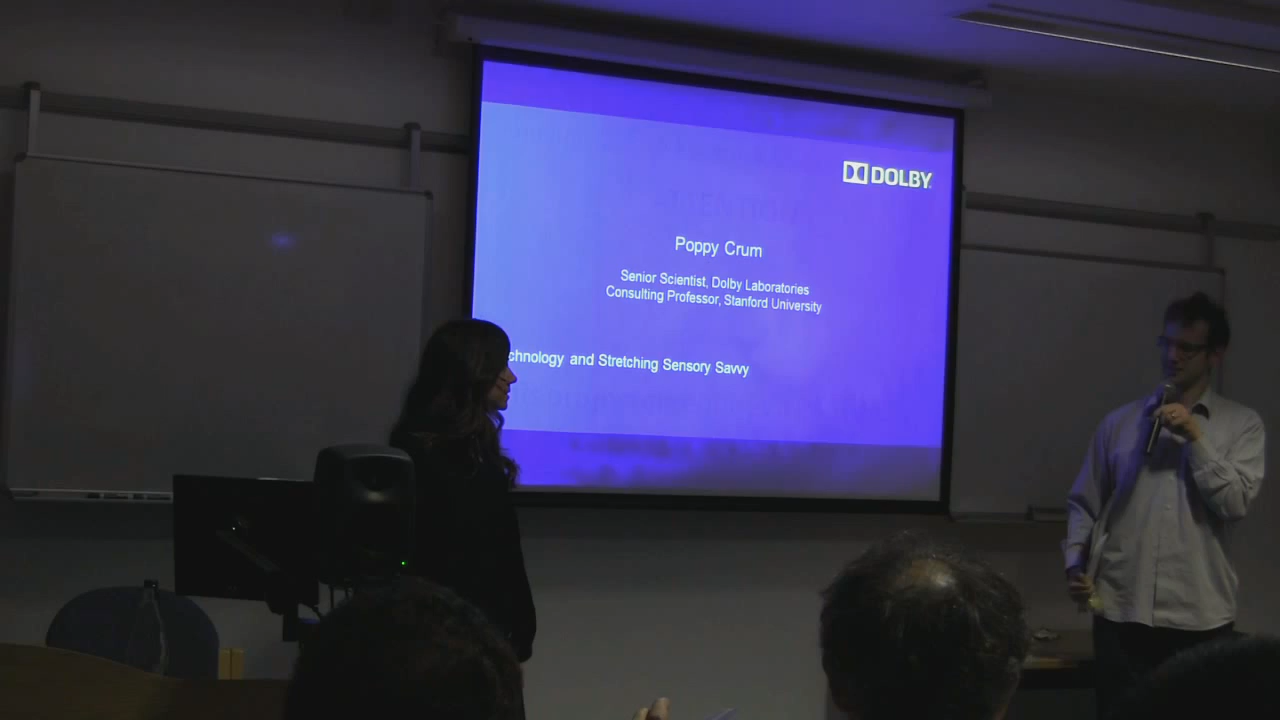 DOLBY
Poppy Crum
Senior Scientist, Dolby Laboratories
Consulting Professor, Stanford University
chnology and Stretching Sensory Savvy